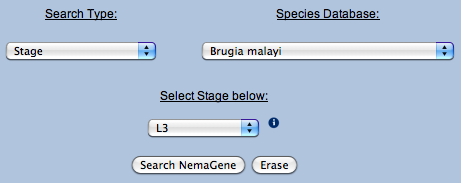 Search Type: Species Database:
Stage Brugia malayi
Select Stage below:
L3
Search NemaGene Erase